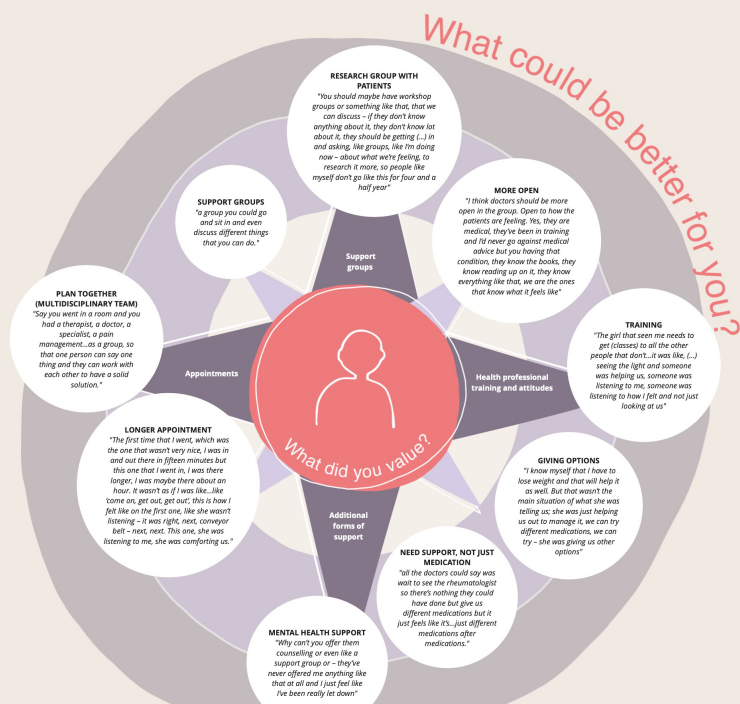 What could be better for you?
RESEARCH GROUP WITH
PATIENTS
"You should maybe have workshop
groups or something like that, that we
can discuss – if they don't know
anything about it, they don't know lot
about it, they should be getting (...) in
and asking, like groups, like I'm doing
now – about what we're feeling, to
research it more, so people like
myself don't go like this for four and a
half year"
SUPPORT GROUPS
"a group you could go
and sit in and even
discuss different things
that you can do."
MORE OPEN
"I think doctors should be more
open in the group. Open to how the
patients are feeling. Yes, they are
medical, they've been in training
and I'd never go against medical
advice but you having that
condition, they know the books, they
know reading up on it, they know
everything like that, we are the ones
that know what it feels like"
Support
groups
PLAN TOGETHER
(MULTIDISCIPLINARY TEAM)
"Say you went in a room and you
had a therapist, a doctor, a
specialist, a pain
management...as a group, so
that one person can say one
thing and they can work with
each other to have a solid
solution."
TRAINING
"The girl that seen me needs to
get (classes) to all the other
people that don't...it was like, (...)
seeing the light and someone
was helping us, someone was
listening to me, someone was
listening to how I felt and not just
looking at us"
Appointments
Health professional
training and attitudes
What did you value?
LONGER APPOINTMENT
"The first time that I went, which was
the one that wasn't very nice, I was in
and out there in fifteen minutes but
this one that I went in, I was there
longer, I was maybe there about an
hour. It wasn't as if I was like...like
'come on, get out, get out', this is how I
felt like on the first one, like she wasn't
listening – it was right, next, conveyor
belt – next, next. This one, she was
listening to me, she was comforting us."
GIVING OPTIONS
"I know myself that I have to
lose weight and that will help it
as well. But that wasn't the
main situation of what she was
telling us; she was just helping
us out to manage it, we can try
different medications, we can
try – she was giving us other
options"
Additional
forms of
support
NEED SUPPORT, NOT JUST
MEDICATION
"all the doctors could say was
wait to see the rheumatologist
so there's nothing they could
have done but give us
different medications but it
just feels like it's...just different
medications after
medications."
MENTAL HEALTH SUPPORT
"Why can't you offer them
counselling or even like a
support group or – they've
never offered me anything like
that at all and I just feel like
I've been really let down"